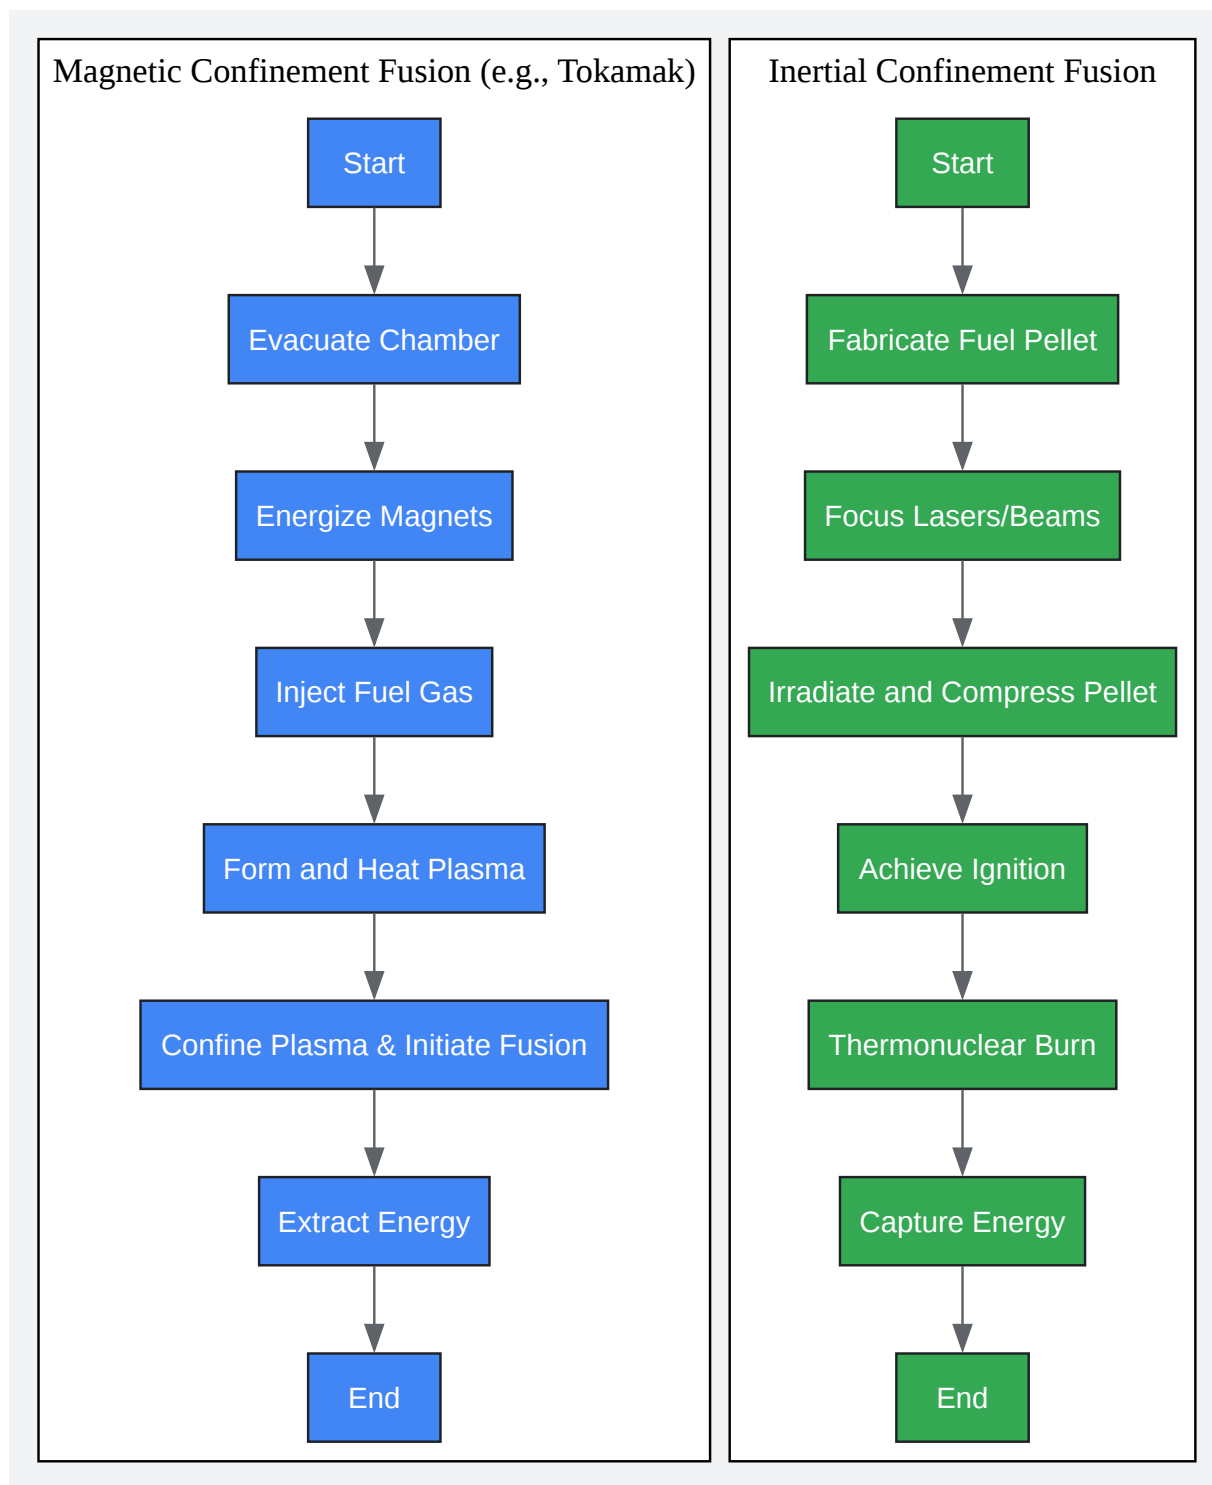 Magnetic Confinement Fusion (e.g., Tokamak)
Start
Evacuate Chamber
Energize Magnets
Inject Fuel Gas
Form and Heat Plasma
Confine Plasma & Initiate Fusion
Extract Energy
End
Inertial Confinement Fusion
Start
Fabricate Fuel Pellet
Focus Lasers/Beams
Irradiate and Compress Pellet
Achieve Ignition
Thermonuclear Burn
Capture Energy
End